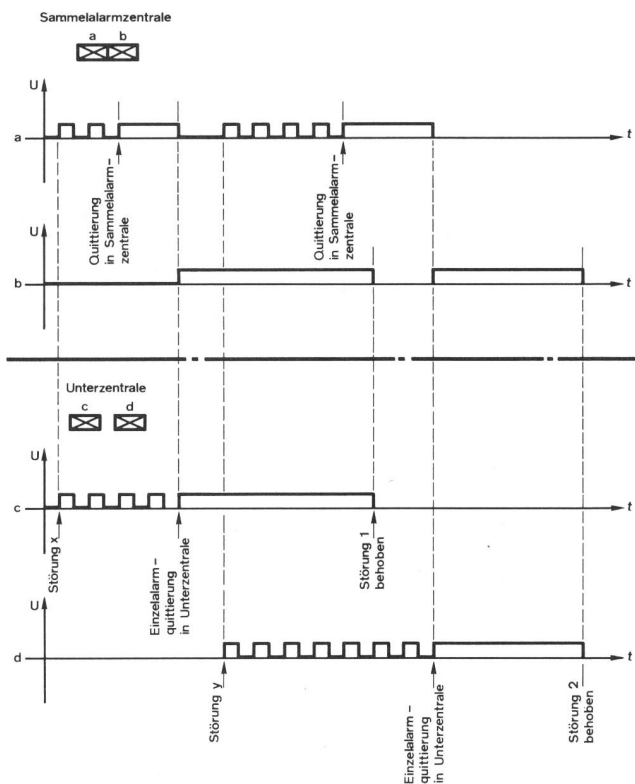 Sammelalarmzentrale
a b
U
a
t
Quittierung
in Sammelalarm-
zentrale
Quittierung
in Sammelalarm-
zentrale
U
b
t
Unterzentrale
c d
U
c
t
Störung x
Einzelalarm-
quittierung
in Unterzentrale
Störung 1
behoben
U
d
t
Störung y
Einzelalarm-
quittierung
in Unterzentrale
Störung 2
behoben